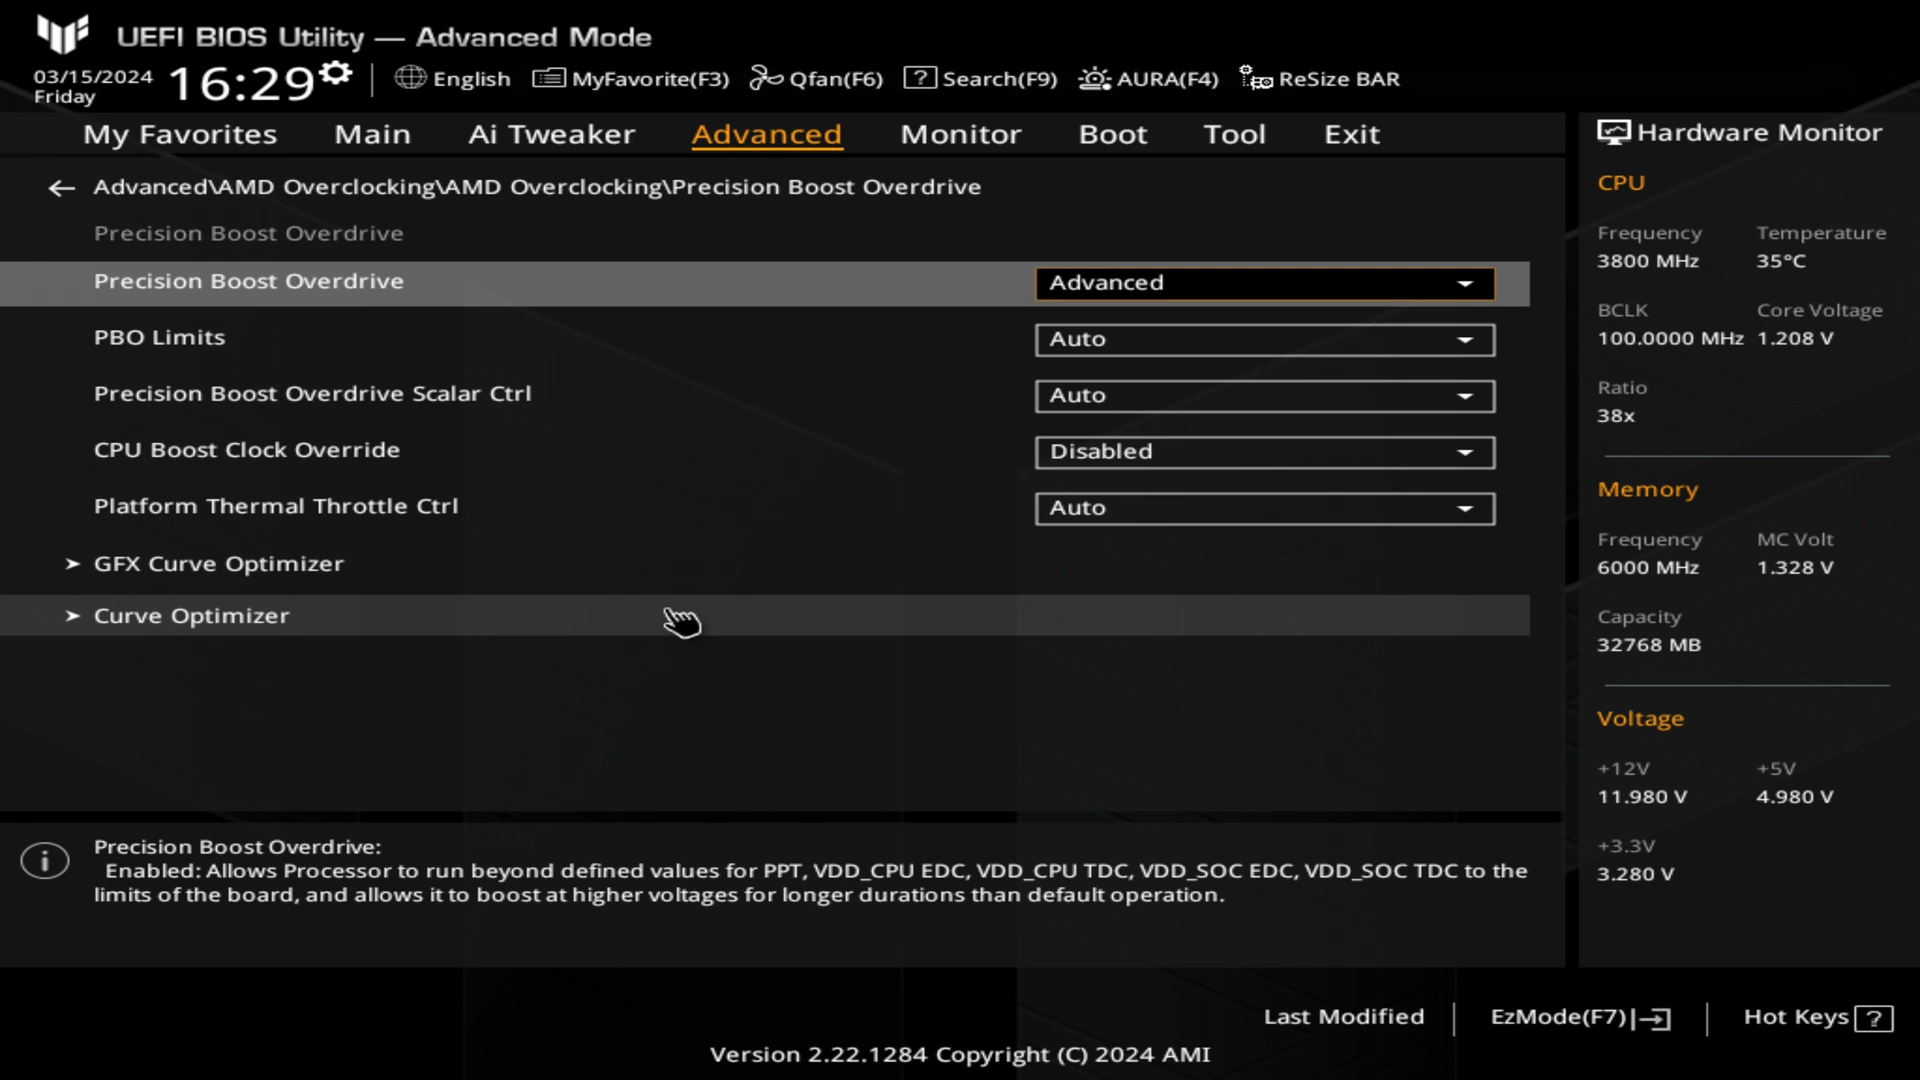 UEFI BIOS Utility — Advanced Mode
03/15/2024
Friday
16:29
English
MyFavorite(F3)
Qfan(F6)
? Search(F9)
AURA(F4)
ReSize BAR
My Favorites
Main
Ai Tweaker
Advanced
Monitor
Boot
Tool
Exit
Advanced\AMD Overclocking\AMD Overclocking\Precision Boost Overdrive
Precision Boost Overdrive
Precision Boost Overdrive Advanced
PBO Limits Auto
Precision Boost Overdrive Scalar Ctrl Auto
CPU Boost Clock Override Disabled
Platform Thermal Throttle Ctrl Auto
GFX Curve Optimizer
Curve Optimizer
Precision Boost Overdrive:
Enabled: Allows Processor to run beyond defined values for PPT, VDD_CPU EDC, VDD_CPU TDC, VDD_SOC EDC, VDD_SOC TDC to the
limits of the board, and allows it to boost at higher voltages for longer durations than default operation.
Hardware Monitor
CPU
Frequency Temperature
3800 MHz 35°C
BCLK Core Voltage
100.0000 MHz 1.208 V
Ratio
38x
Memory
Frequency MC Volt
6000 MHz 1.328 V
Capacity
32768 MB
Voltage
+12V +5V
11.980 V 4.980 V
+3.3V
3.280 V
Last Modified
EzMode(F7)
Hot Keys ?
Version 2.22.1284 Copyright (C) 2024 AMI